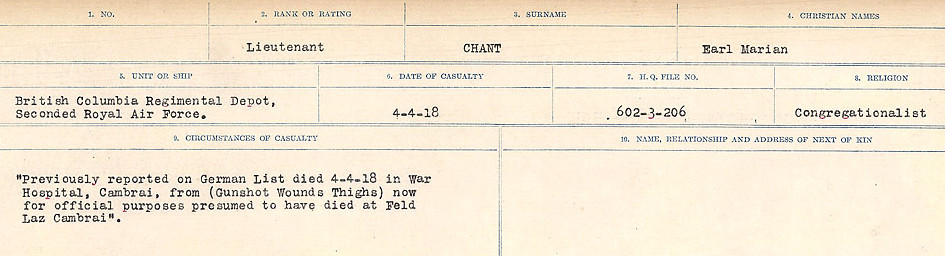 1. NO. 2. RANK OR RATING 3. SURNAME 4. CHRISTIAN NAMES
Lieutenant CHANT Earl Marian
5. UNIT OR SHIP 6. DATE OF CASUALTY 7. H. Q. FILE NO. 8. RELIGION
British Columbia Regimental Depot,
Seconded Royal Air Force. 4-4-18 602-3-206 Congregationalist
9. CIRCUMSTANCES OF CASUALTY 10. NAME, RELATIONSHIP AND ADDRESS OF NEXT OF KIN
"Previously reported on German List died 4-4-18 in War
Hospital, Cambrai, from (Gunshot Wounds Thighs) now
for official purposes presumed to have died at Feld
Laz Cambrai".